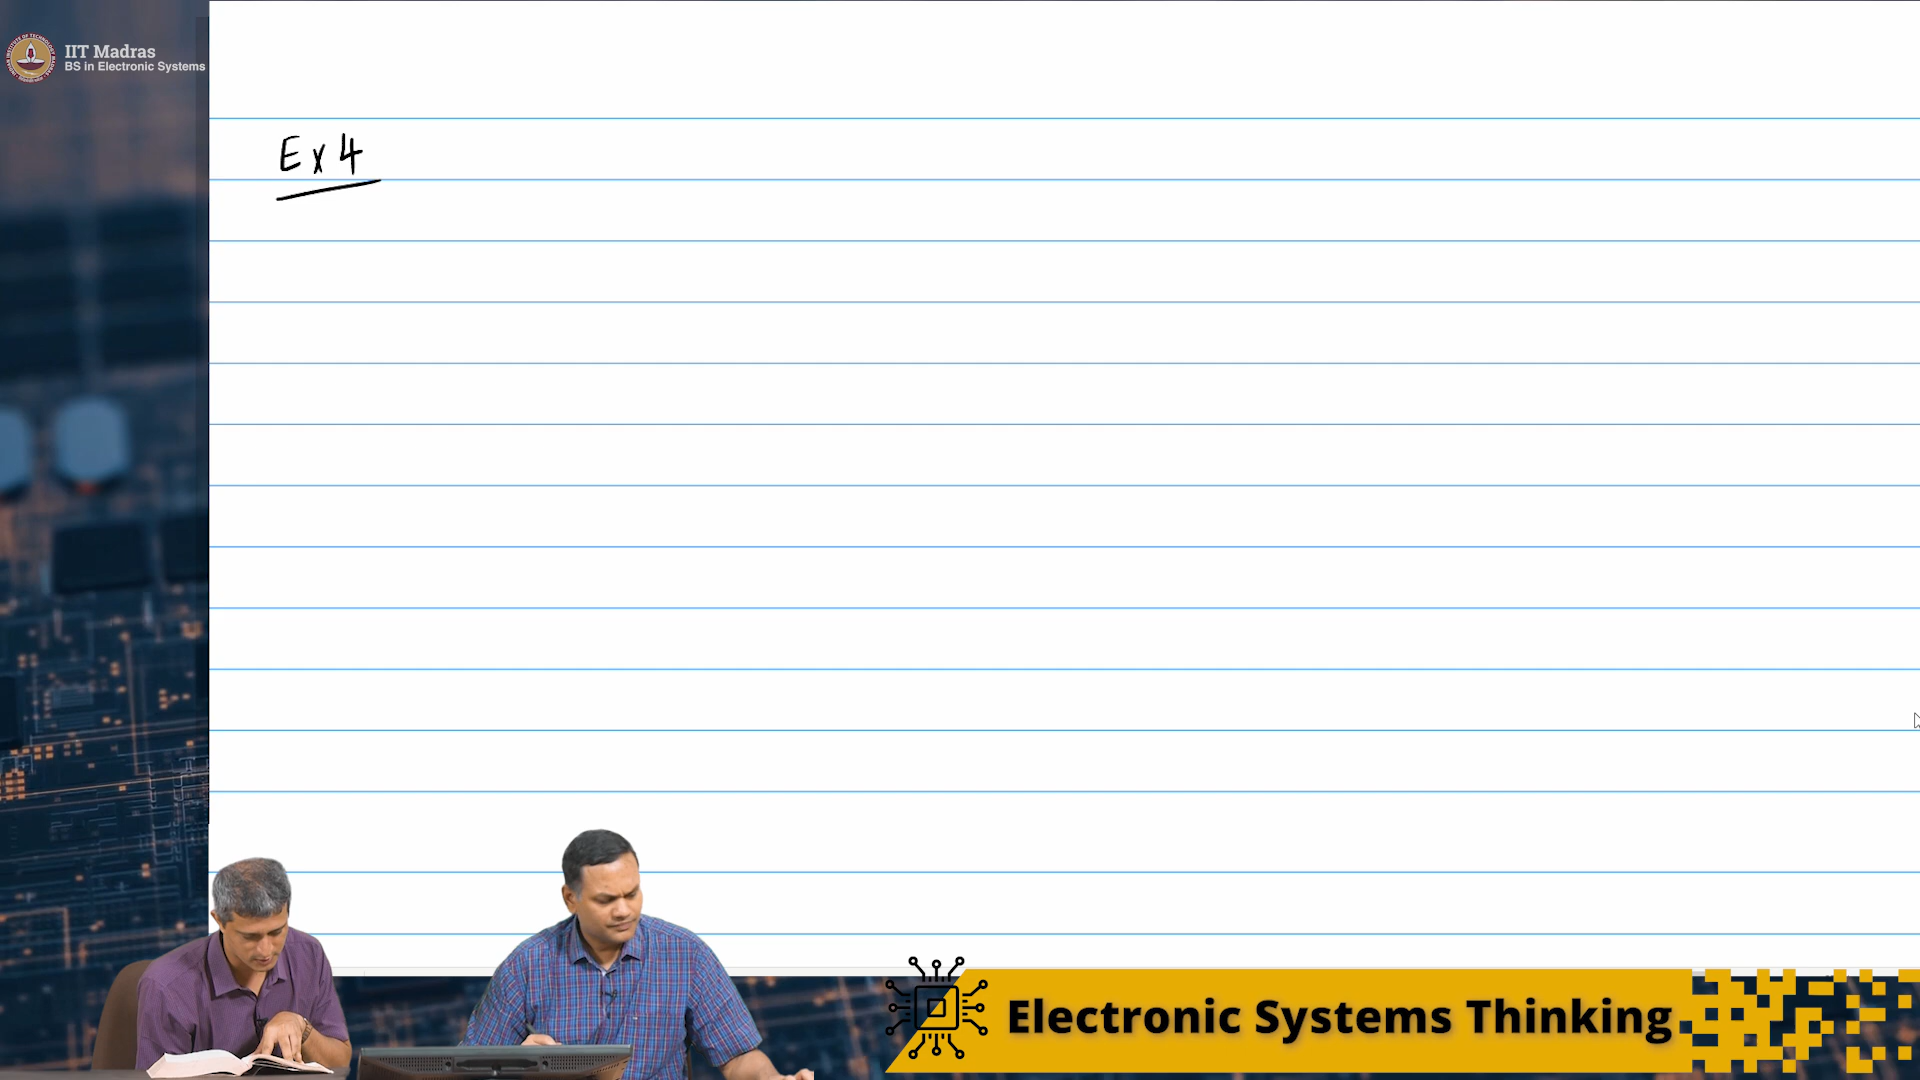 IIT Madras
BS in Electronic Systems
Ex 4
Electronic Systems Thinking